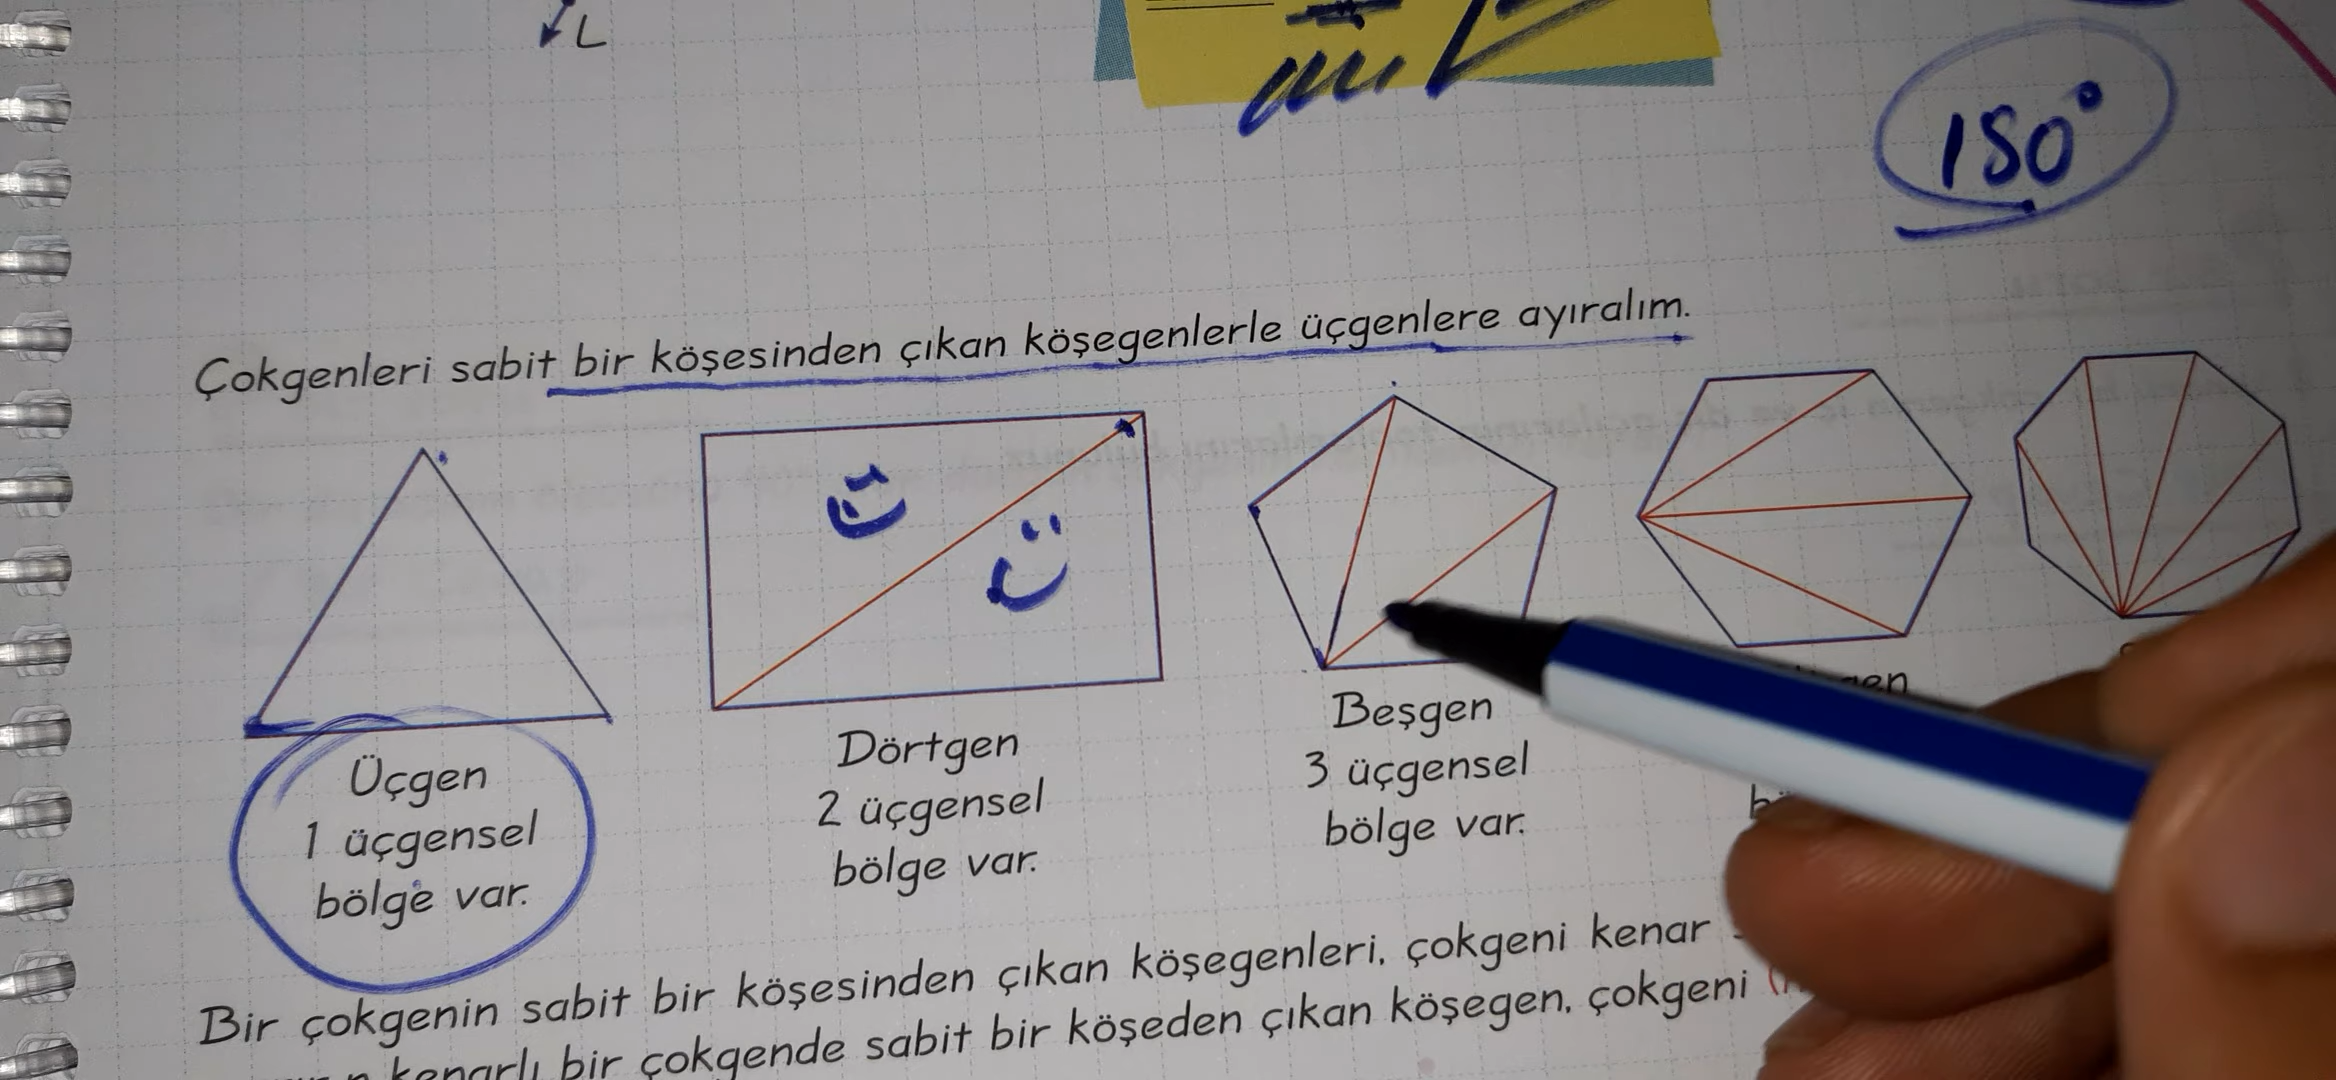 L
180°
Çokgenleri sabit bir köşesinden çıkan köşegenlerle üçgenlere ayıralım.
Üçgen
1 üçgensel
bölge var.
Dörtgen
2 üçgensel
bölge var.
Beşgen
3 üçgensel
bölge var.
Bir çokgenin sabit bir köşesinden çıkan köşegenleri, çokgeni kenar
n kenarlı bir çokgende sabit bir köşeden çıkan köşegen, çokgeni